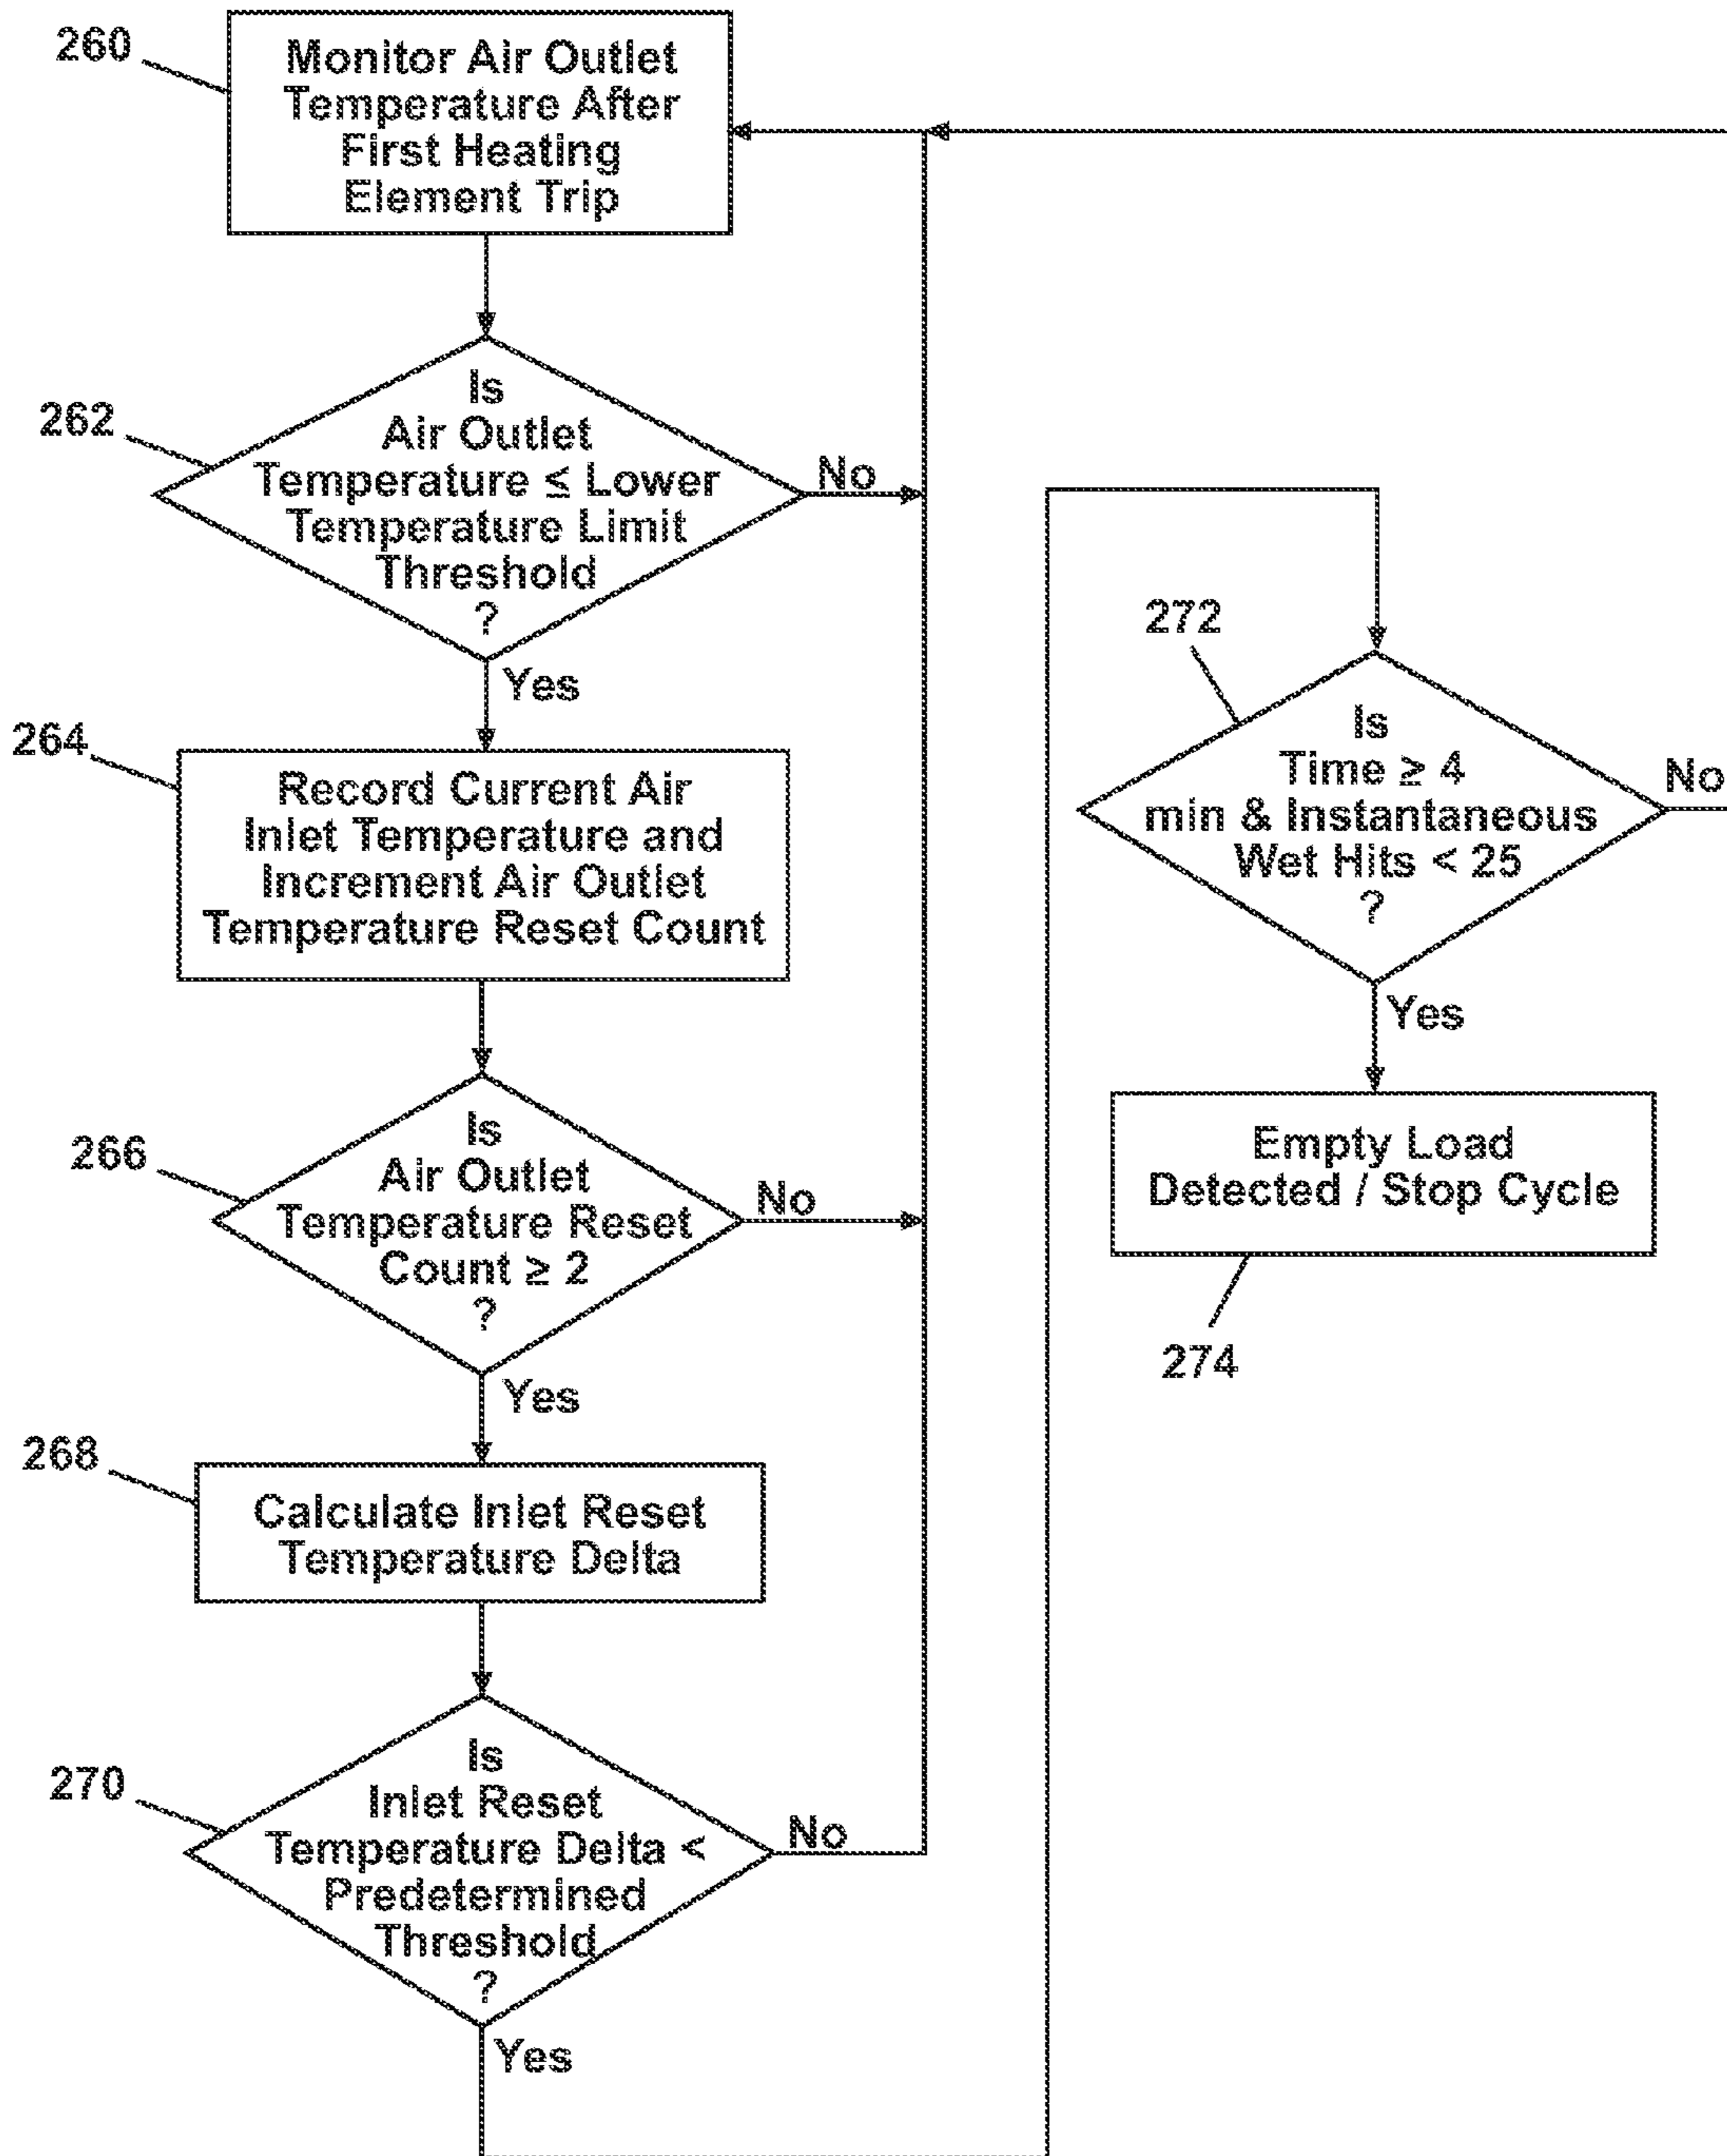 260
Monitor Air Outlet
Temperature After
First Heating
Element Trip
262
Is
Air Outlet
Temperature ≤ Lower
Temperature Limit
Threshold
?
No
Yes
264
Record Current Air
Inlet Temperature and
Increment Air Outlet
Temperature Reset Count
266
Is
Air Outlet
Temperature Reset
Count ≥ 2
?
No
Yes
268
Calculate Inlet Reset
Temperature Delta
270
Is
Inlet Reset
Temperature Delta <
Predetermined
Threshold
?
No
Yes
272
Is
Time ≥ 4
min & Instantaneous
Wet Hits < 25
?
No
Yes
Empty Load
Detected / Stop Cycle
274